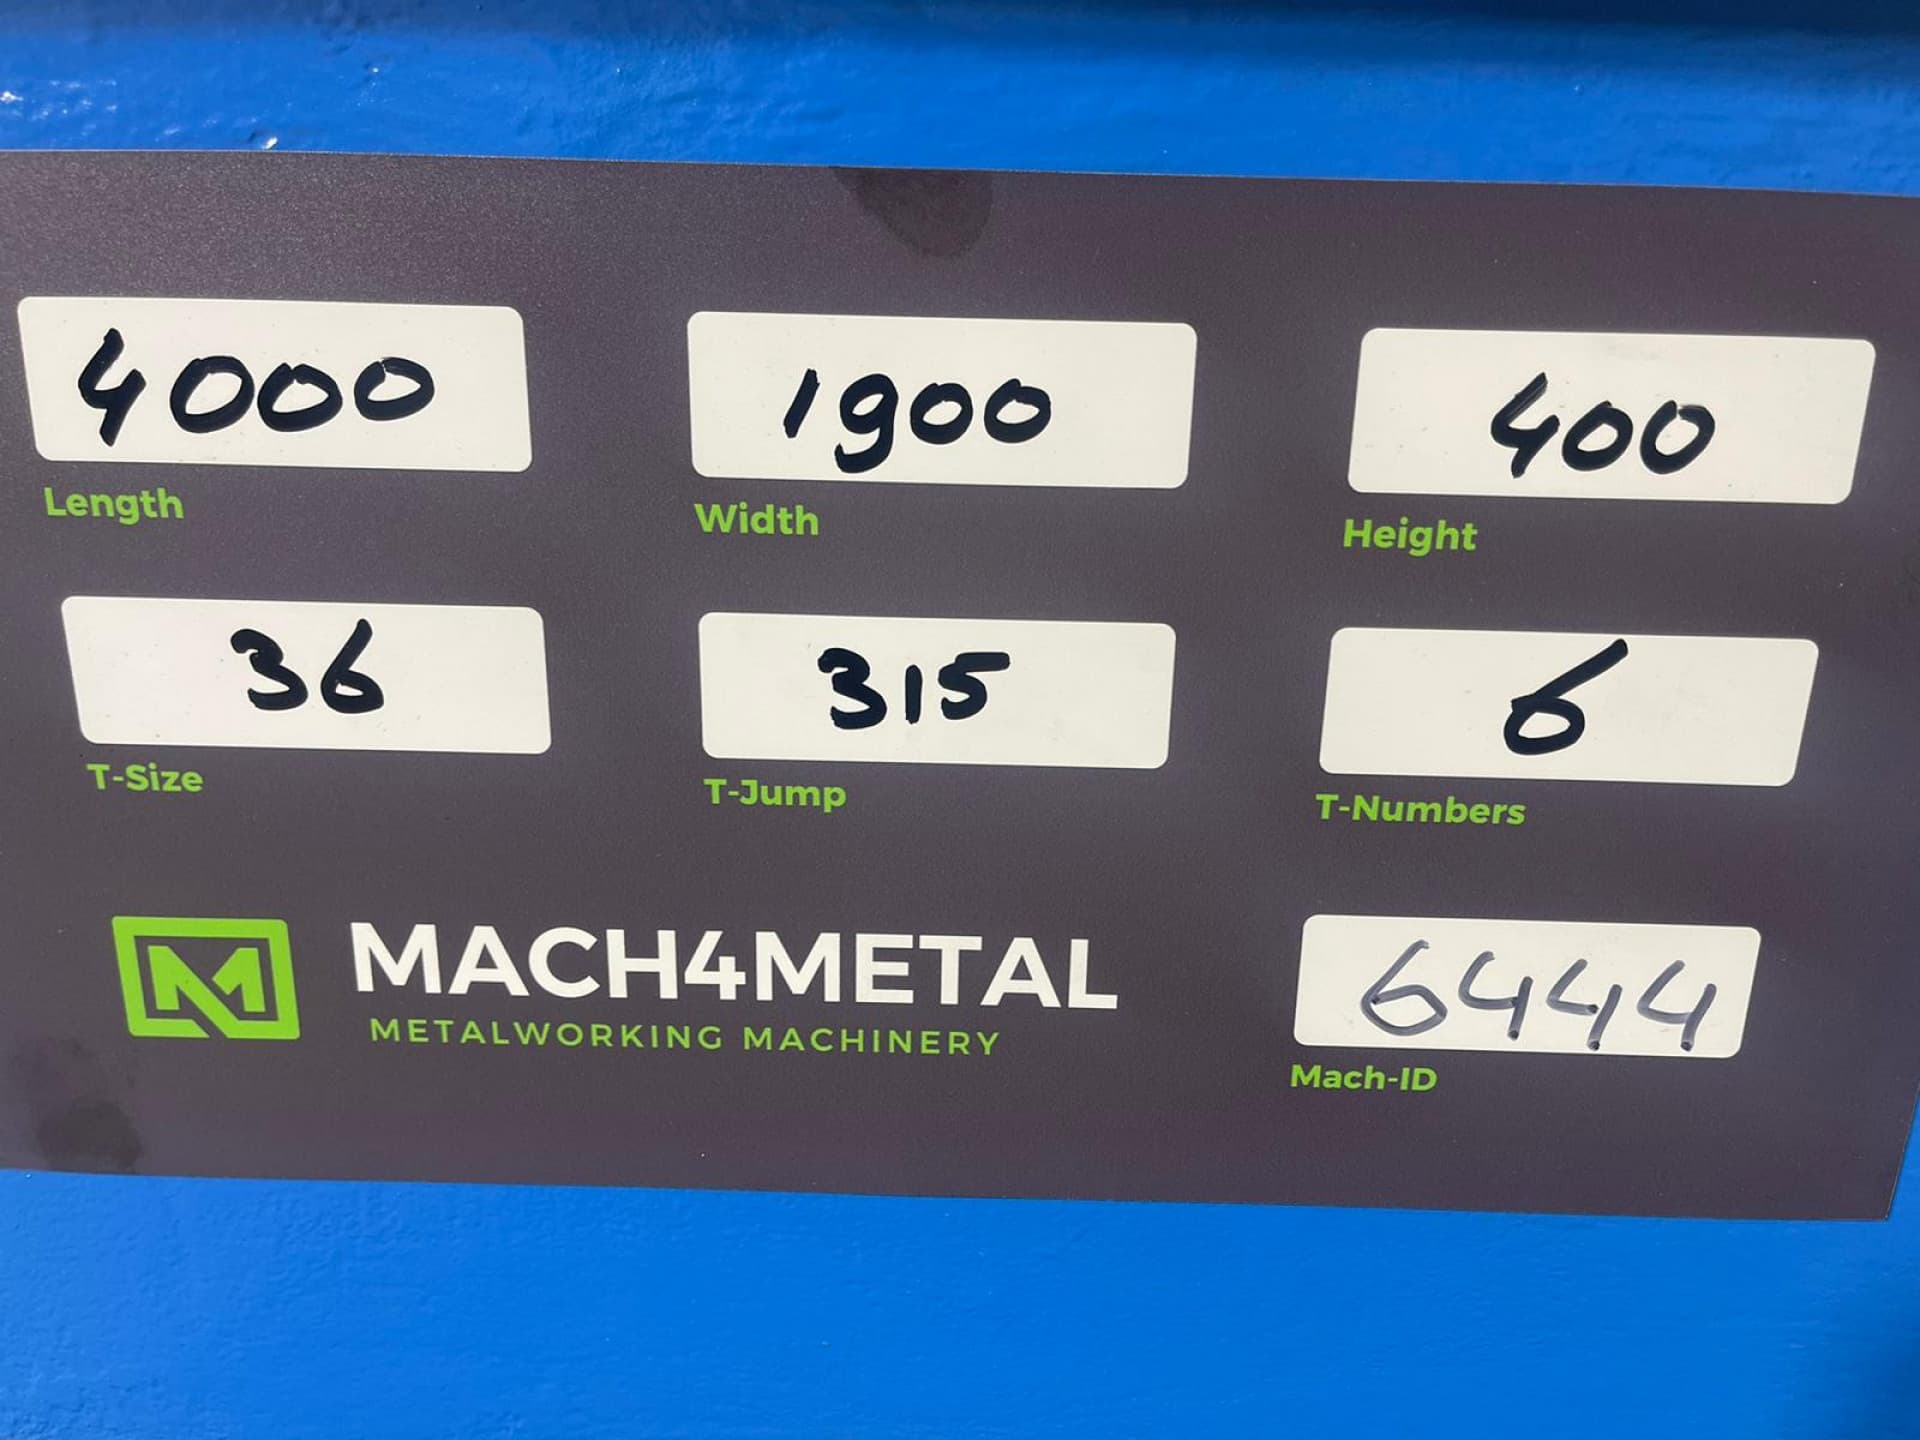 4000 1900 400
Length Width Height
36 315 6
T-Size T-Jump T-Numbers
MACH4METAL 6444
METALWORKING MACHINERY
Mach-ID